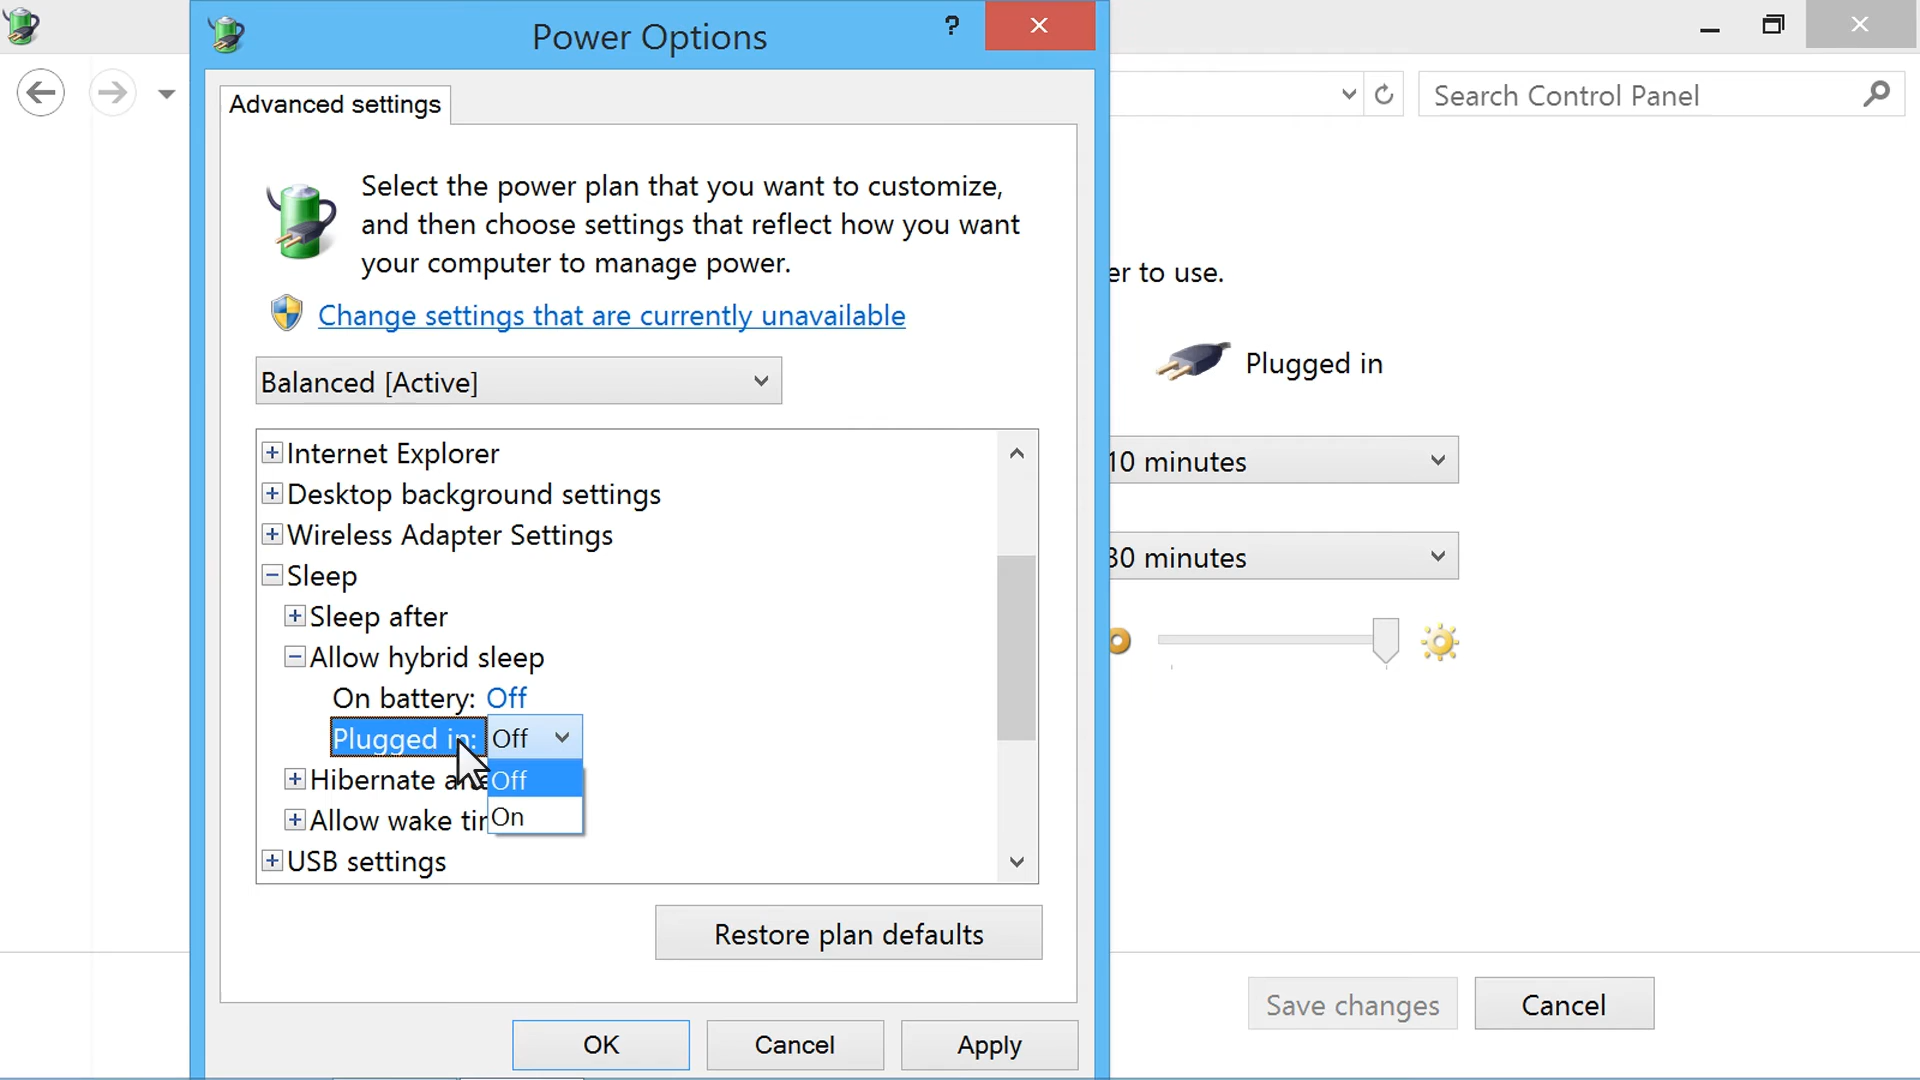 Power Options
?
Advanced settings
Search Control Panel
Select the power plan that you want to customize,
and then choose settings that reflect how you want
your computer to manage power.
er to use.
Change settings that are currently unavailable
Plugged in
Balanced [Active]
Internet Explorer
10 minutes
Desktop background settings
Wireless Adapter Settings
30 minutes
Sleep
Sleep after
Allow hybrid sleep
On battery: Off
Plugged in: Off
Hibernate Off
Allow wake On
USB settings
Restore plan defaults
Save changes
Cancel
OK
Cancel
Apply